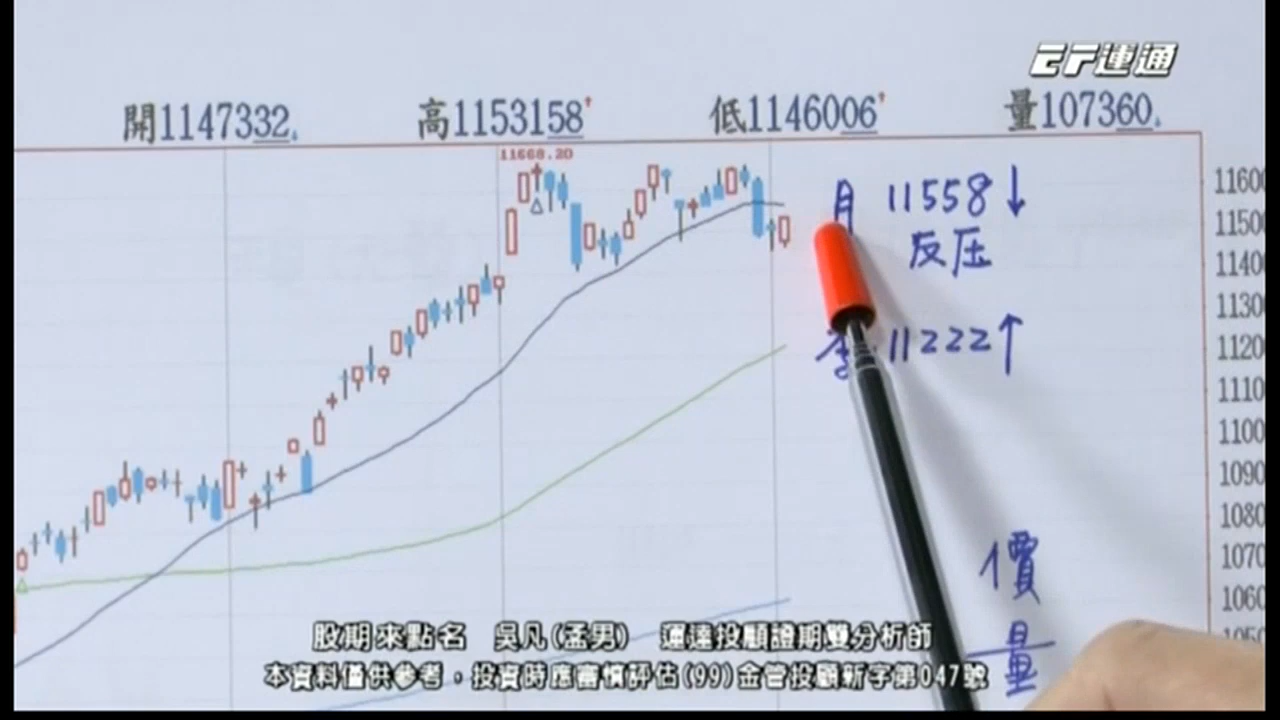 運通
開1147332 高1153158 低1146006 量107360
11668.20
月 11558↓
反压
季 11222↑
11600
11500
11400
11300
11200
11100
11000
10900
10800
10700
10600
1050
價
量
股期來點名 吳凡(孟男) 運達投顧證期雙分析師
本資料僅供參考,投資時應審慎評估(99)金管投顧新字第047號